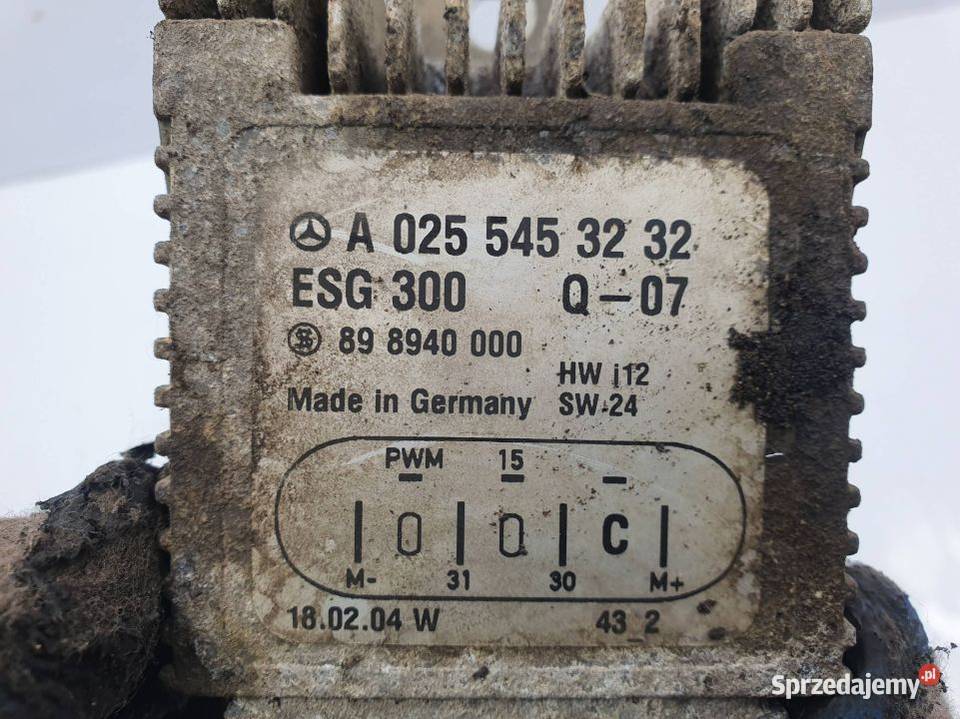 A 025 545 32 32
ESG 300 Q-07
89 8940 000
HW i12
Made in Germany SW-24
PWM 15 -
C
M- 31 30 M+
18.02.04 W 43_2
Sprzedajemy.pl